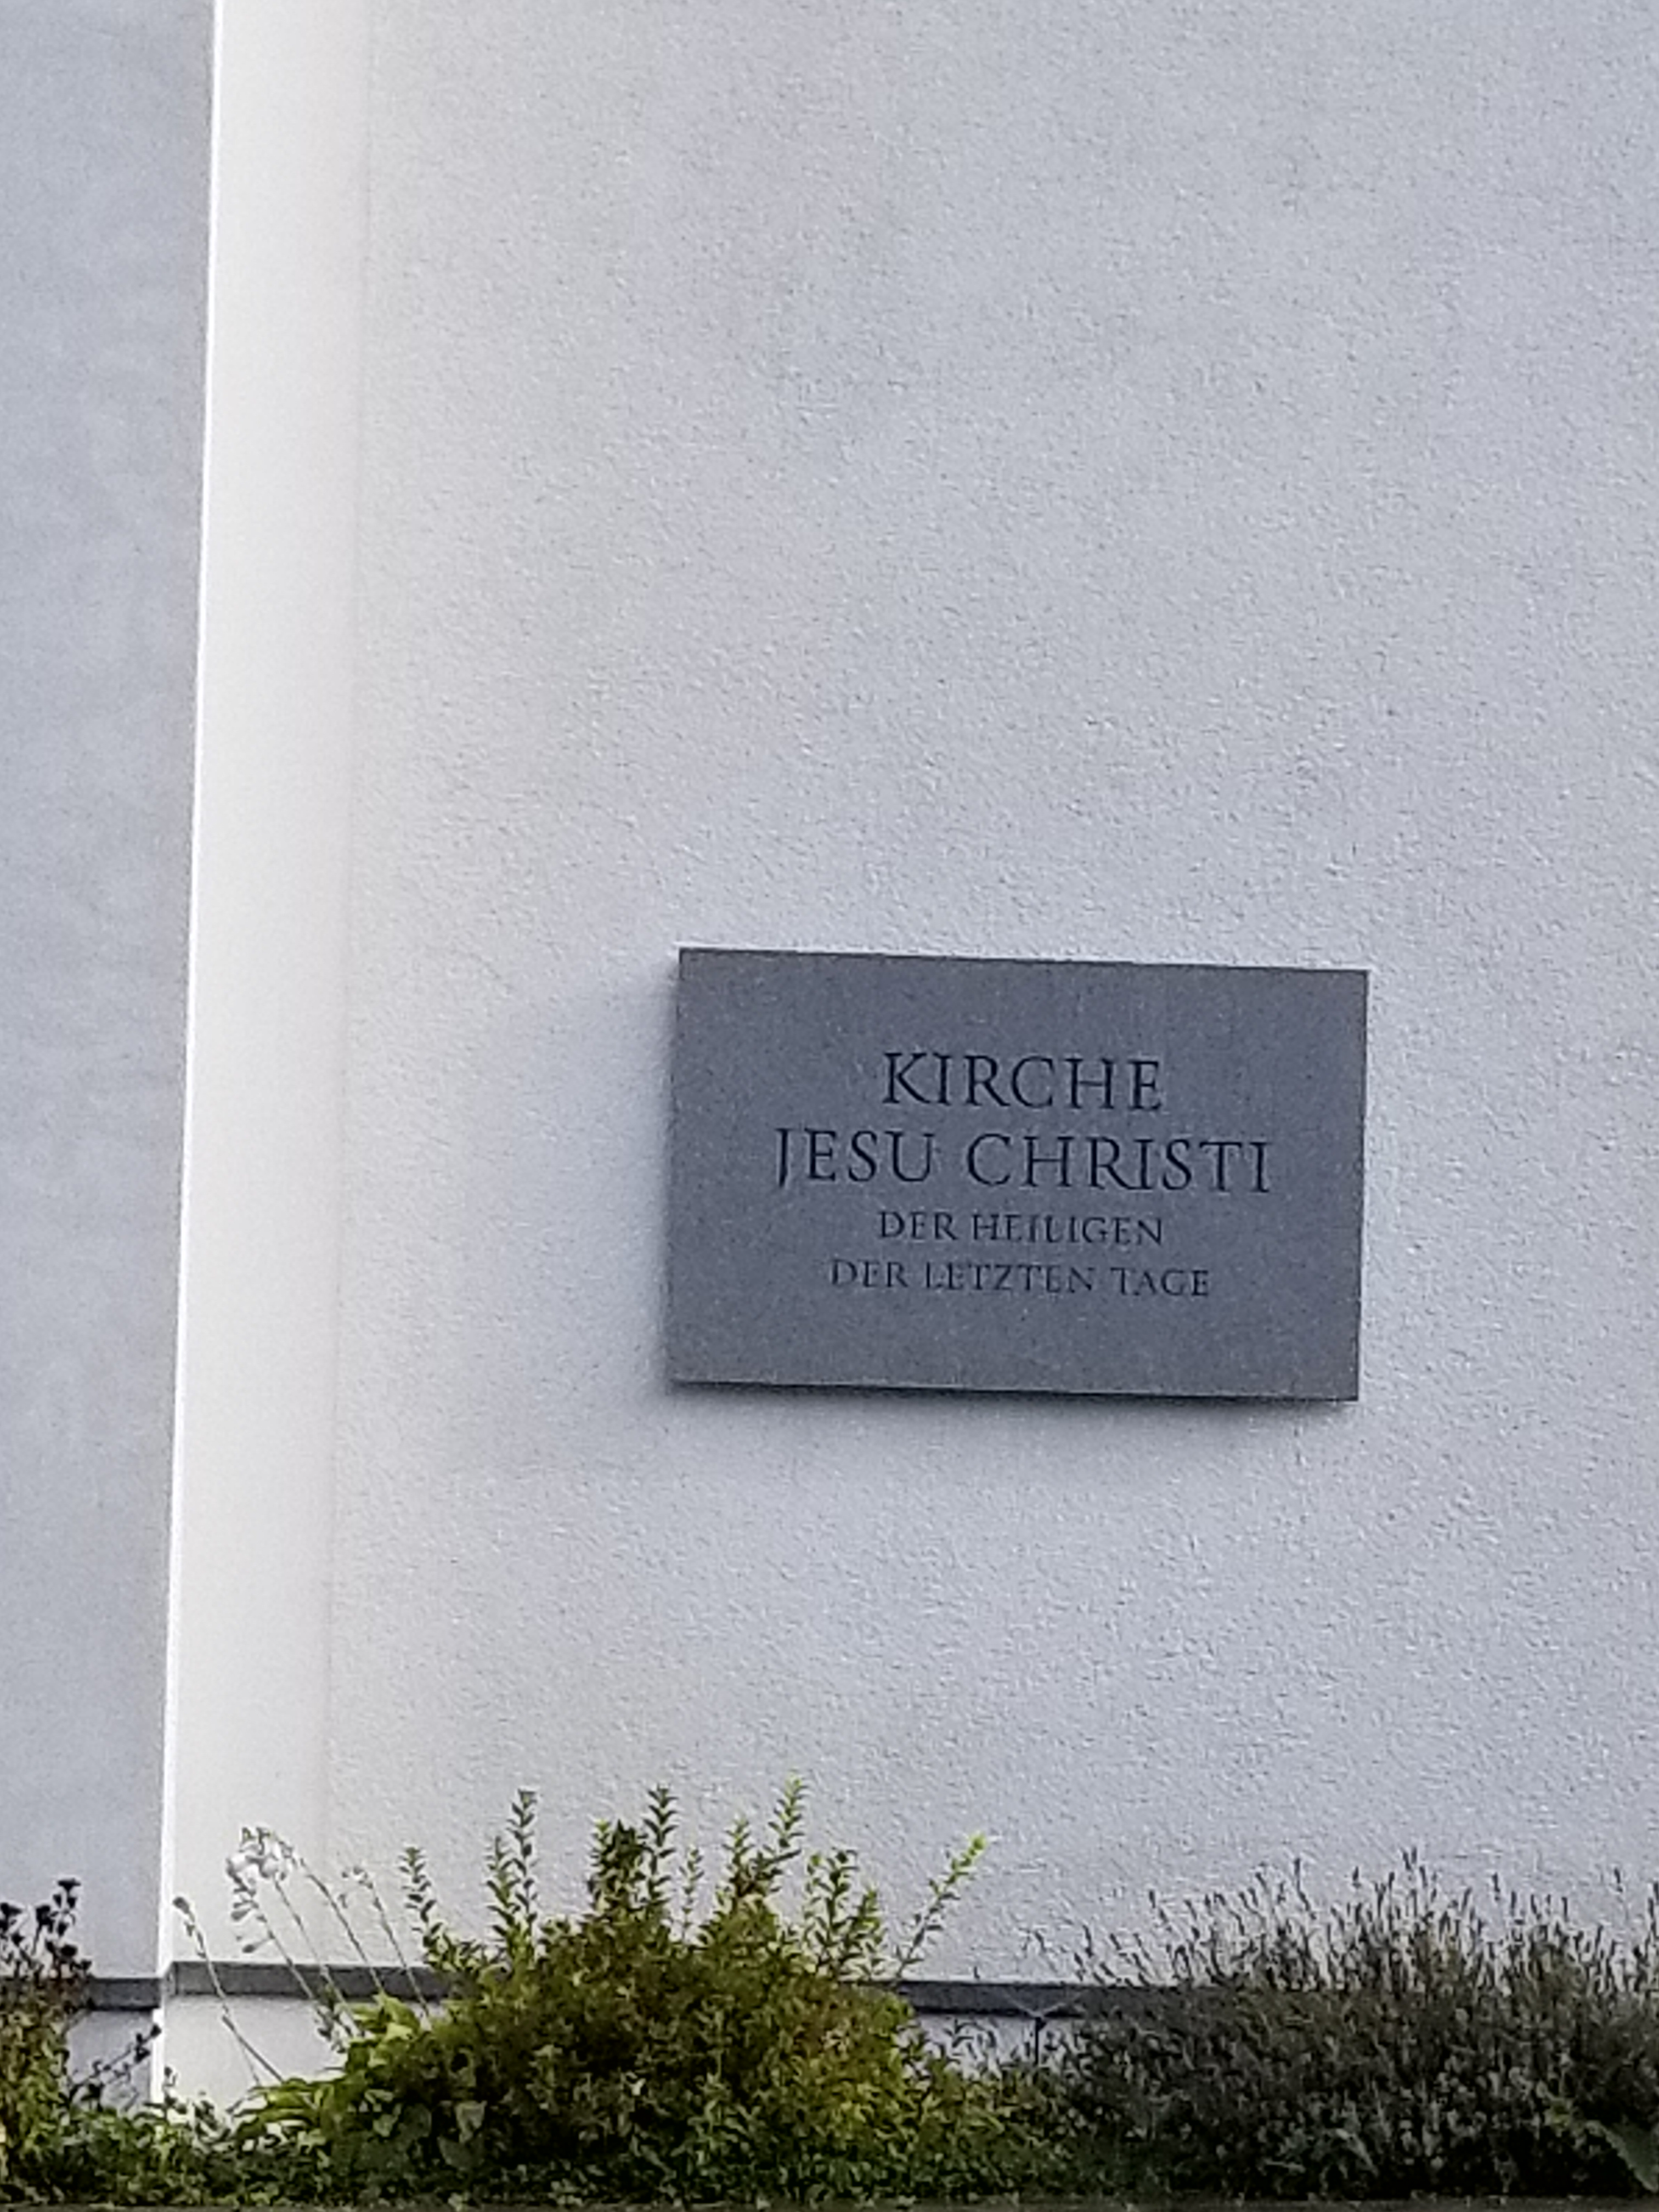 KIRCHE
JESU CHRISTI
DER HEILIGEN
DER LETZTEN TAGE